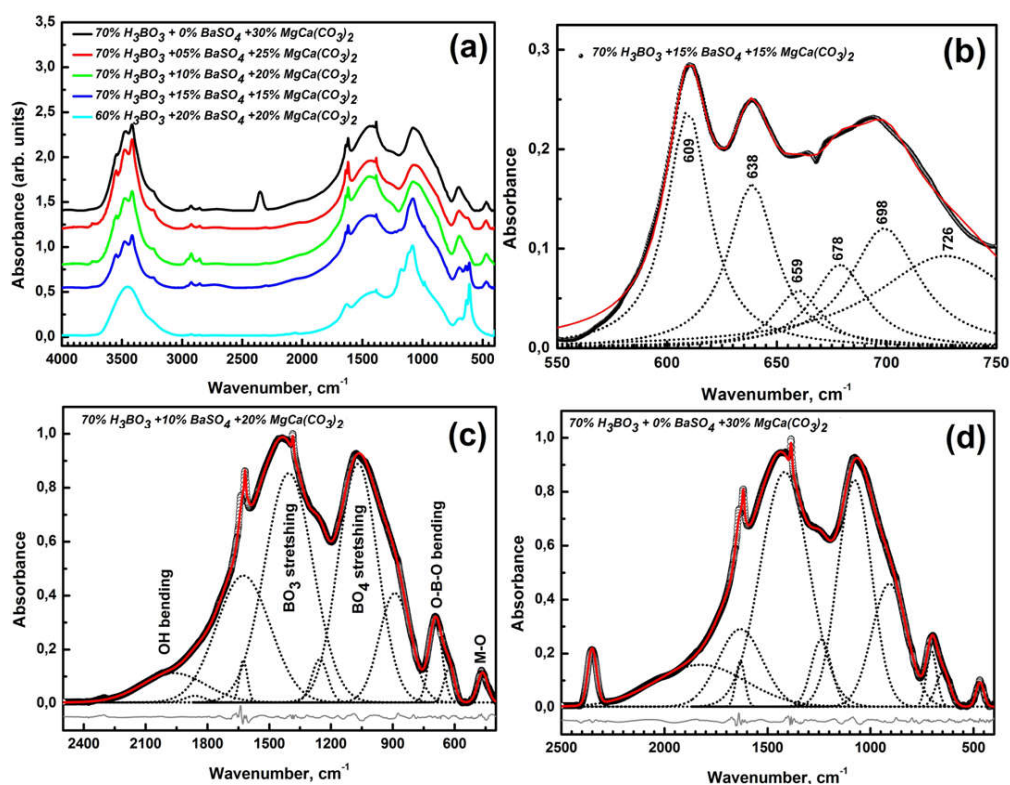 (a)
70% H₃BO₃ + 0% BaSO₄ +30% MgCa(CO₃)₂
70% H₃BO₃ +05% BaSO₄ +25% MgCa(CO₃)₂
70% H₃BO₃ +10% BaSO₄ +20% MgCa(CO₃)₂
70% H₃BO₃ +15% BaSO₄ +15% MgCa(CO₃)₂
60% H₃BO₃ +20% BaSO₄ +20% MgCa(CO₃)₂
Absorbance (arb. units)
3,5
3,0
2,5
2,0
1,5
1,0
0,5
0,0
4000 3500 3000 2500 2000 1500 1000 500
Wavenumber, cm⁻¹
(b)
70% H₃BO₃ +15% BaSO₄ +15% MgCa(CO₃)₂
Absorbance
0,3
0,2
0,1
0,0
609
638
659
678
698
726
550 600 650 700 750
Wavenumber, cm⁻¹
(c)
70% H₃BO₃ +10% BaSO₄ +20% MgCa(CO₃)₂
Absorbance
1,0
0,8
0,6
0,4
0,2
0,0
OH bending
BO₃ stretshing
BO₄ stretshing
O-B-O bending
M-O
2400 2100 1800 1500 1200 900 600
Wavenumber, cm⁻¹
(d)
70% H₃BO₃ + 0% BaSO₄ +30% MgCa(CO₃)₂
Absorbance
1,0
0,8
0,6
0,4
0,2
0,0
2500 2000 1500 1000 500
Wavenumber, cm⁻¹